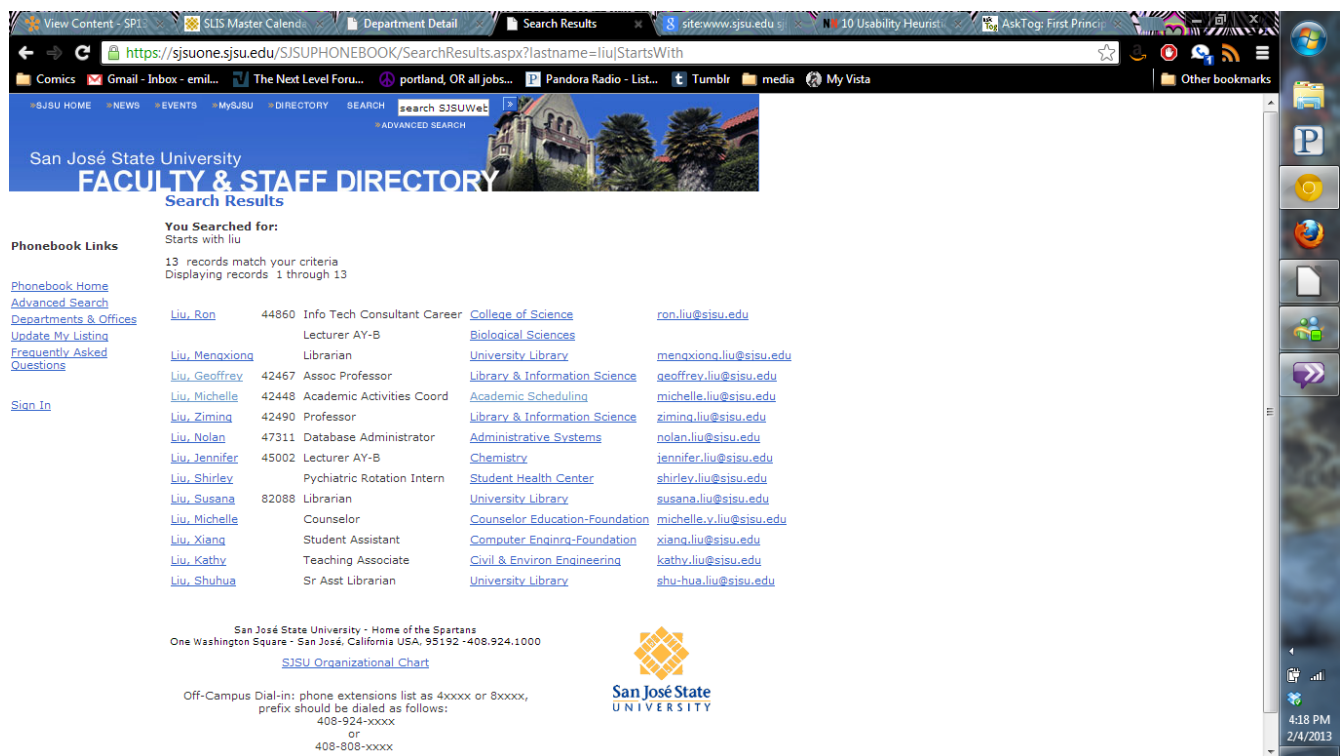 View Content - SPIS
SLIS Master Calenda
Department Detail
Search Results
site:www.sjsu.edu sp
10 Usability Heuristi
AskTog: First Princip
https://sjsuone.sjsu.edu/SJSUPHONEBOOK/SearchResults.aspx?lastname=liu|StartsWith
Comics Gmail - Inbox - emil... The Next Level Foru... portland, OR all jobs... Pandora Radio - List... Tumblr media My Vista Other bookmarks
»SJSU HOME »NEWS »EVENTS »MySJSU »DIRECTORY SEARCH search SJSUWeb »
»ADVANCED SEARCH
San José State University
FACULTY & STAFF DIRECTORY
Search Results
You Searched for:
Starts with liu
13 records match your criteria
Displaying records 1 through 13
Phonebook Links
Phonebook Home
Advanced Search
Departments & Offices
Update My Listing
Frequently Asked
Questions
Sign In
Liu, Ron 44860 Info Tech Consultant Career College of Science ron.liu@sjsu.edu
Lecturer AY-B Biological Sciences
Liu, Mengxiong Librarian University Library mengxiong.liu@sjsu.edu
Liu, Geoffrey 42467 Assoc Professor Library & Information Science geoffrey.liu@sjsu.edu
Liu, Michelle 42448 Academic Activities Coord Academic Scheduling michelle.liu@sjsu.edu
Liu, Ziming 42490 Professor Library & Information Science ziming.liu@sjsu.edu
Liu, Nolan 47311 Database Administrator Administrative Systems nolan.liu@sjsu.edu
Liu, Jennifer 45002 Lecturer AY-B Chemistry jennifer.liu@sjsu.edu
Liu, Shirley Pychiatric Rotation Intern Student Health Center shirley.liu@sjsu.edu
Liu, Susana 82088 Librarian University Library susana.liu@sjsu.edu
Liu, Michelle Counselor Counselor Education-Foundation michelle.y.liu@sjsu.edu
Liu, Xiang Student Assistant Computer Enginrg-Foundation xiang.liu@sjsu.edu
Liu, Kathy Teaching Associate Civil & Environ Engineering kathy.liu@sjsu.edu
Liu, Shuhua Sr Asst Librarian University Library shu-hua.liu@sjsu.edu
San José State University - Home of the Spartans
One Washington Square - San José, California USA, 95192 -408.924.1000
SJSU Organizational Chart
Off-Campus Dial-in: phone extensions list as 4xxxx or 8xxxx,
prefix should be dialed as follows:
408-924-xxxx
or
408-808-xxxx
San José State
UNIVERSITY
4:18 PM
2/4/2013